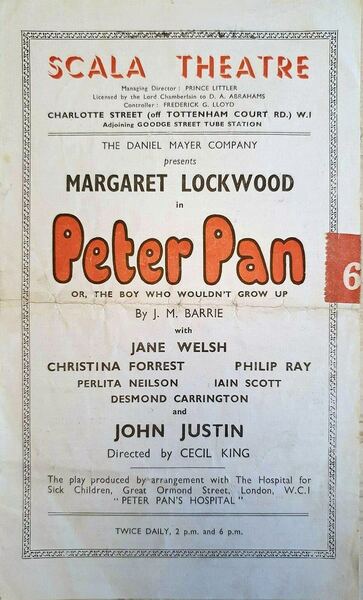 SCALA THEATRE
Managing Director : PRINCE LITTLER
Licensed by the Lord Chamberlain to D. A. ABRAHAMS
Controller : FREDERICK G. LLOYD
CHARLOTTE STREET (off TOTTENHAM COURT RD.) W.1
Adjoining GOODGE STREET TUBE STATION
THE DANIEL MAYER COMPANY
presents
MARGARET LOCKWOOD
in
Peter Pan
OR, THE BOY WHO WOULDN'T GROW UP
By J. M. BARRIE
with
JANE WELSH
CHRISTINA FORREST PHILIP RAY
PERLITA NEILSON IAIN SCOTT
DESMOND CARRINGTON
and
JOHN JUSTIN
Directed by CECIL KING
The play produced by arrangement with The Hospital for
Sick Children, Great Ormond Street, London, W.C.1
" PETER PAN'S HOSPITAL "
TWICE DAILY, 2 p.m. and 6 p.m.
6